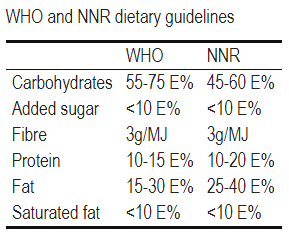 WHO and NNR dietary guidelines
WHO NNR
Carbohydrates 55-75 E% 45-60 E%
Added sugar <10 E% <10 E%
Fibre 3g/MJ 3g/MJ
Protein 10-15 E% 10-20 E%
Fat 15-30 E% 25-40 E%
Saturated fat <10 E% <10 E%